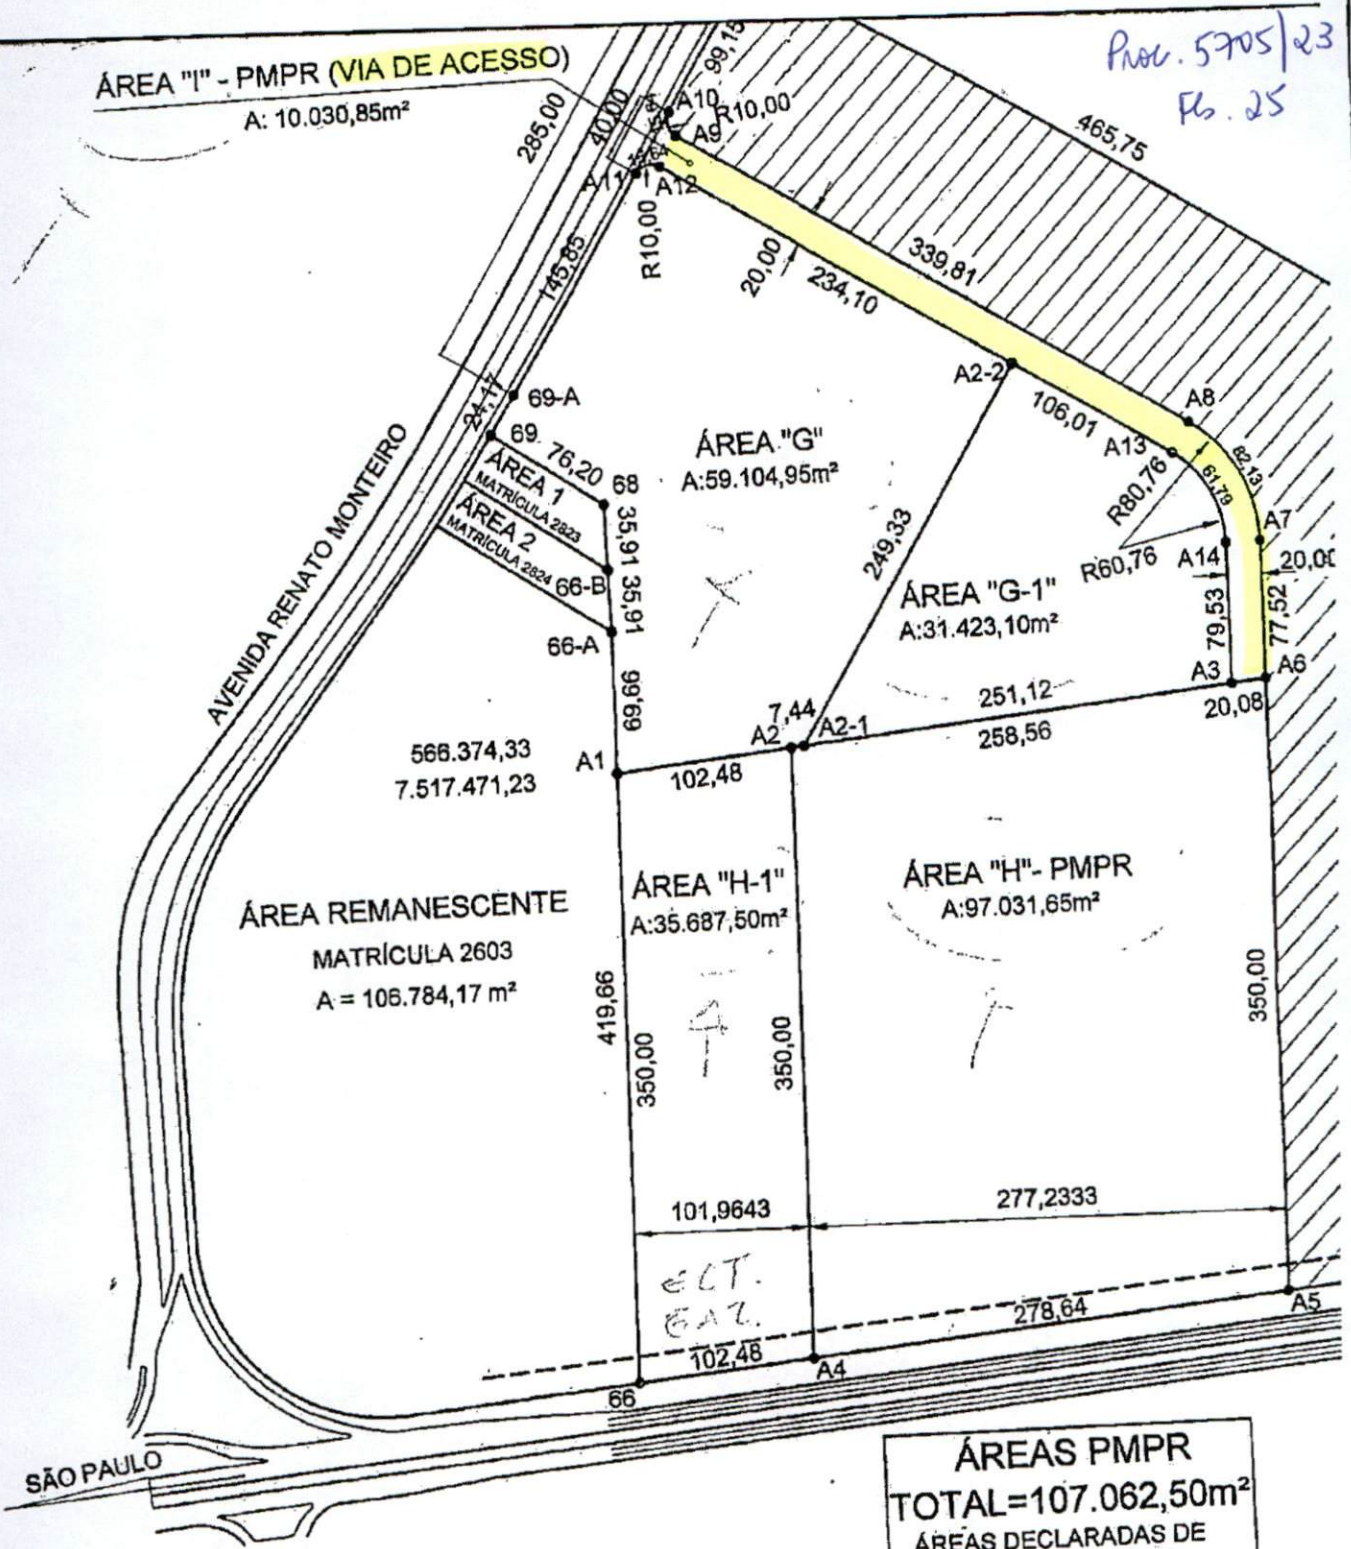 Proc. 5705/23
Fls. 25
ÁREA "I" - PMPR (VIA DE ACESSO)
A: 10.030,85m²
285,00
40,00
99,15
A10
R10,00
A9
465,75
A11
A12
R10,00
145,85
20,00
339,81
234,10
A2-2
106,01
A8
A13
82,13
61,79
R80,76
A7
R60,76
A14
20,00
79,53
77,52
A3
A6
20,08
24,17
69-A
69
76,20
68
ÁREA 1
MATRÍCULA 2823
35,91
ÁREA 2
MATRÍCULA 2824
66-B
35,91
66-A
99,69
ÁREA "G"
A:59.104,95m²
249,33
ÁREA "G-1"
A:31.423,10m²
AVENIDA RENATO MONTEIRO
251,12
258,56
7,44
A2
A2-1
566.374,33
7.517.471,23
A1
102,48
ÁREA REMANESCENTE
MATRÍCULA 2603
A = 106.784,17 m²
ÁREA "H-1"
A:35.687,50m²
ÁREA "H"- PMPR
A:97.031,65m²
419,66
350,00
350,00
350,00
101,9643
277,2333
ECT.
102,48
278,64
66
A4
A5
SÃO PAULO
ÁREAS PMPR
TOTAL=107.062,50m²
ÁREAS DECLARADAS DE